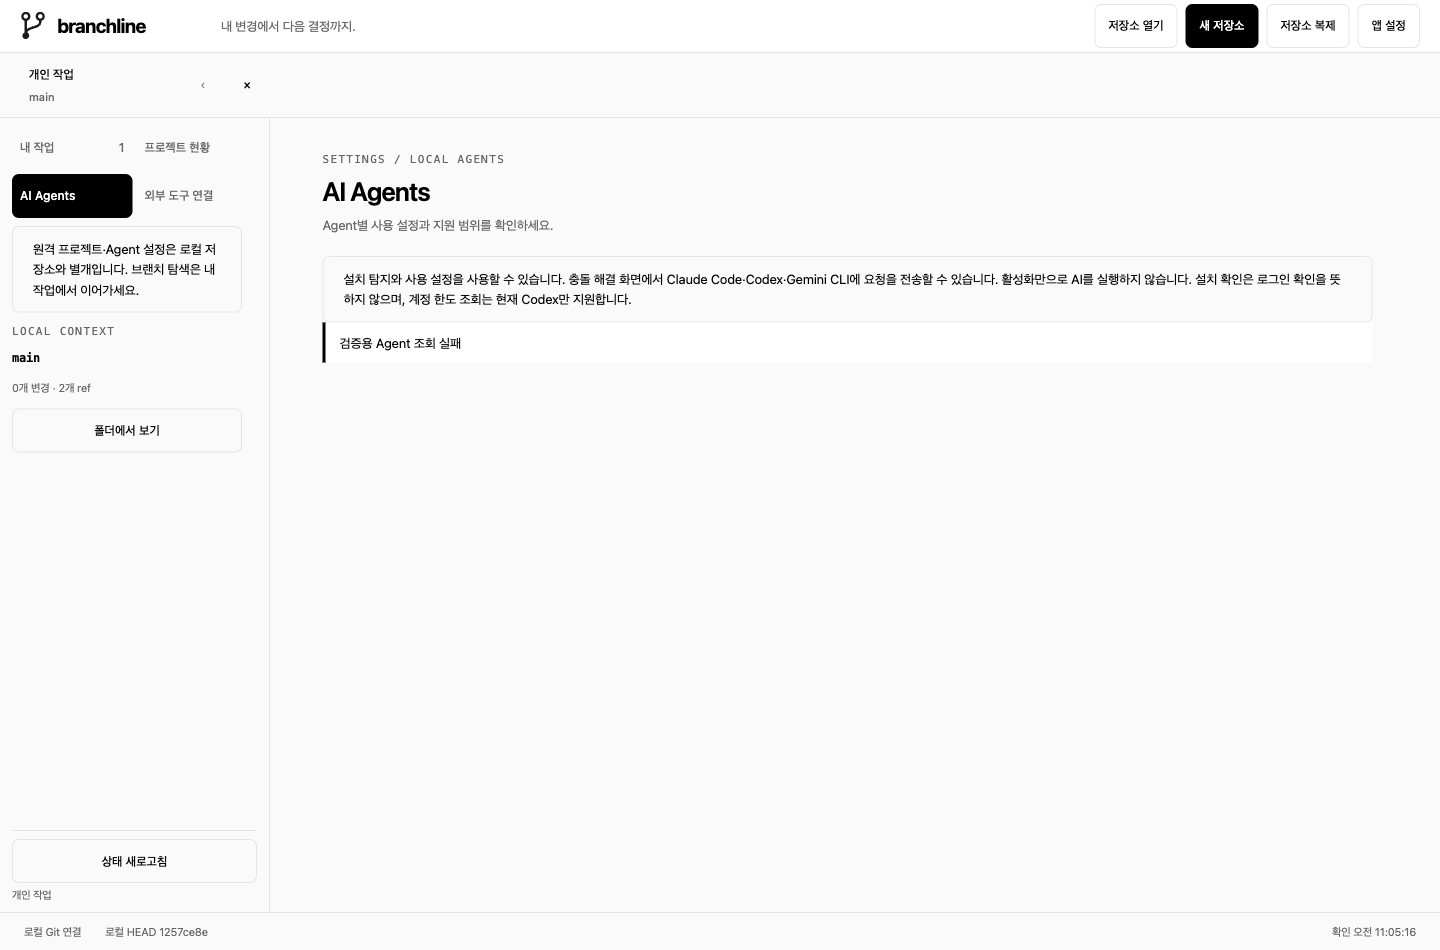 branchline
내 변경에서 다음 결정까지.
저장소 열기
새 저장소
저장소 복제
앱 설정
개인 작업
main
‹
×
내 작업 1
프로젝트 현황
AI Agents
외부 도구 연결
원격 프로젝트·Agent 설정은 로컬 저
장소와 별개입니다. 브랜치 탐색은 내
작업에서 이어가세요.
LOCAL CONTEXT
main
0개 변경 · 2개 ref
폴더에서 보기
상태 새로고침
개인 작업
SETTINGS / LOCAL AGENTS
AI Agents
Agent별 사용 설정과 지원 범위를 확인하세요.
설치 탐지와 사용 설정을 사용할 수 있습니다. 충돌 해결 화면에서 Claude Code·Codex·Gemini CLI에 요청을 전송할 수 있습니다. 활성화만으로 AI를 실행하지 않습니다. 설치 확인은 로그인 확인을 뜻
하지 않으며, 계정 한도 조회는 현재 Codex만 지원합니다.
검증용 Agent 조회 실패
로컬 Git 연결
로컬 HEAD 1257ce8e
확인 오전 11:05:16